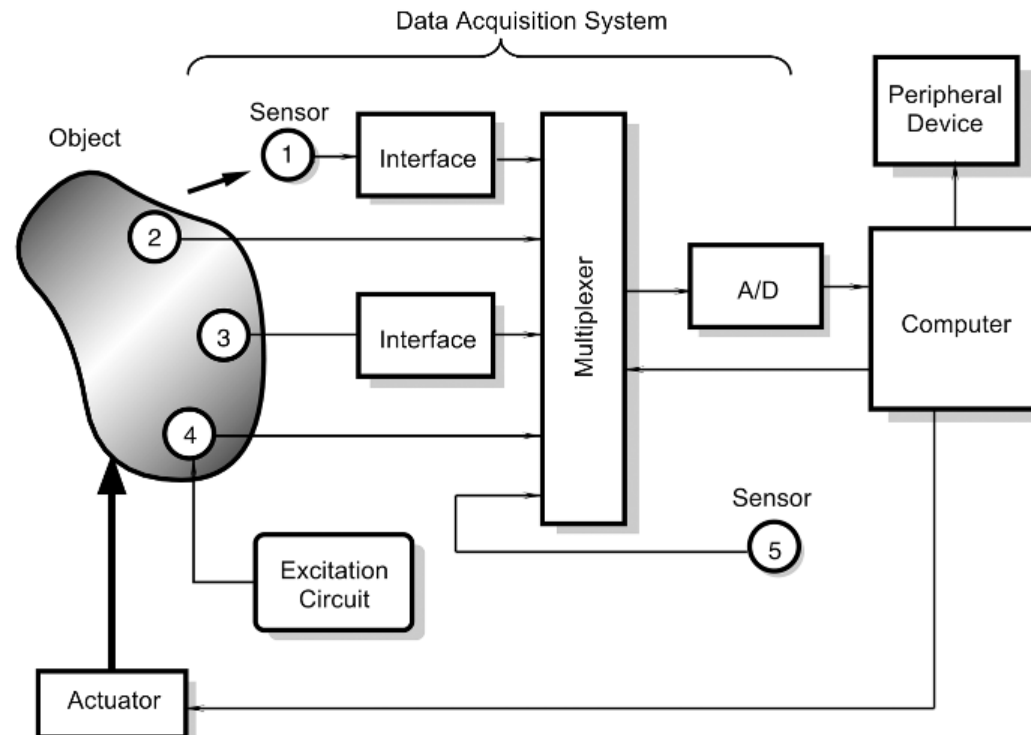 Data Acquisition System
Peripheral
Device
Sensor
Object
1
Interface
2
Multiplexer
A/D
Computer
3
Interface
4
Sensor
5
Excitation
Circuit
Actuator